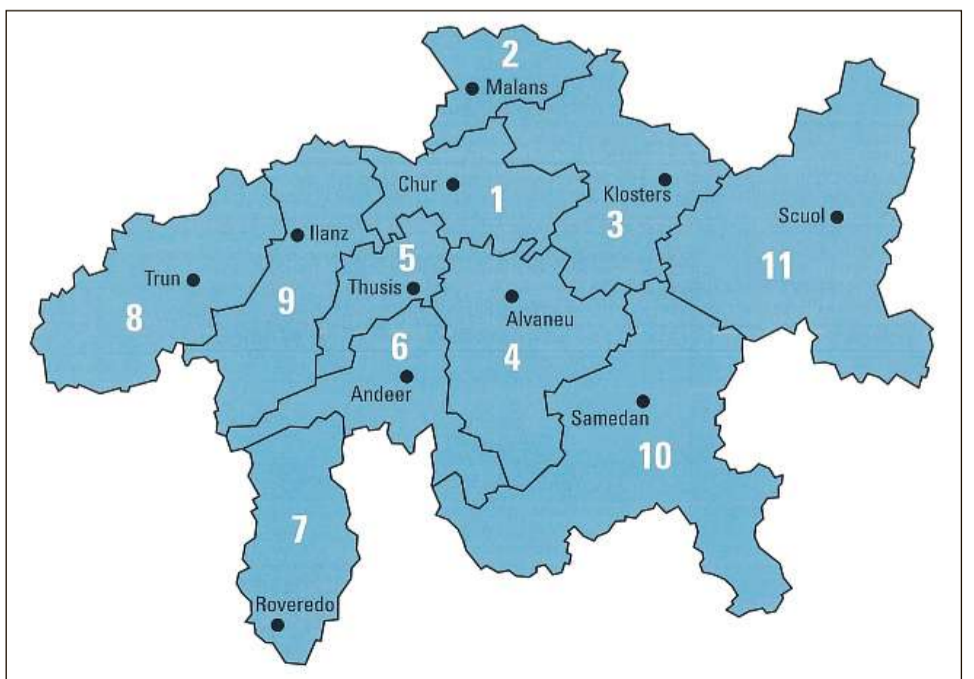 2
Malans
Chur
1
Klosters
3
Scuol
11
Ilanz
5
Thusis
Trun
8
9
Alvaneu
4
6
Andeer
Samedan
10
7
Roveredo